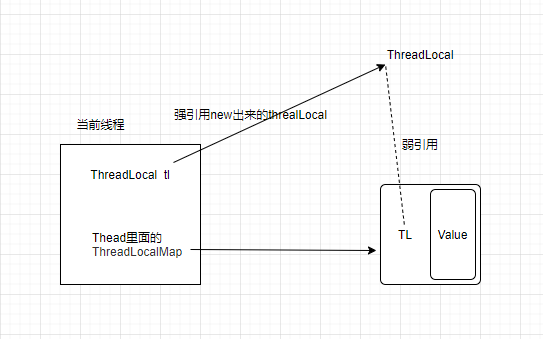 ThreadLocal
强引用new出来的threalLocal
当前线程
弱引用
ThreadLocal tl
TL
Value
Thead里面的
ThreadLocalMap